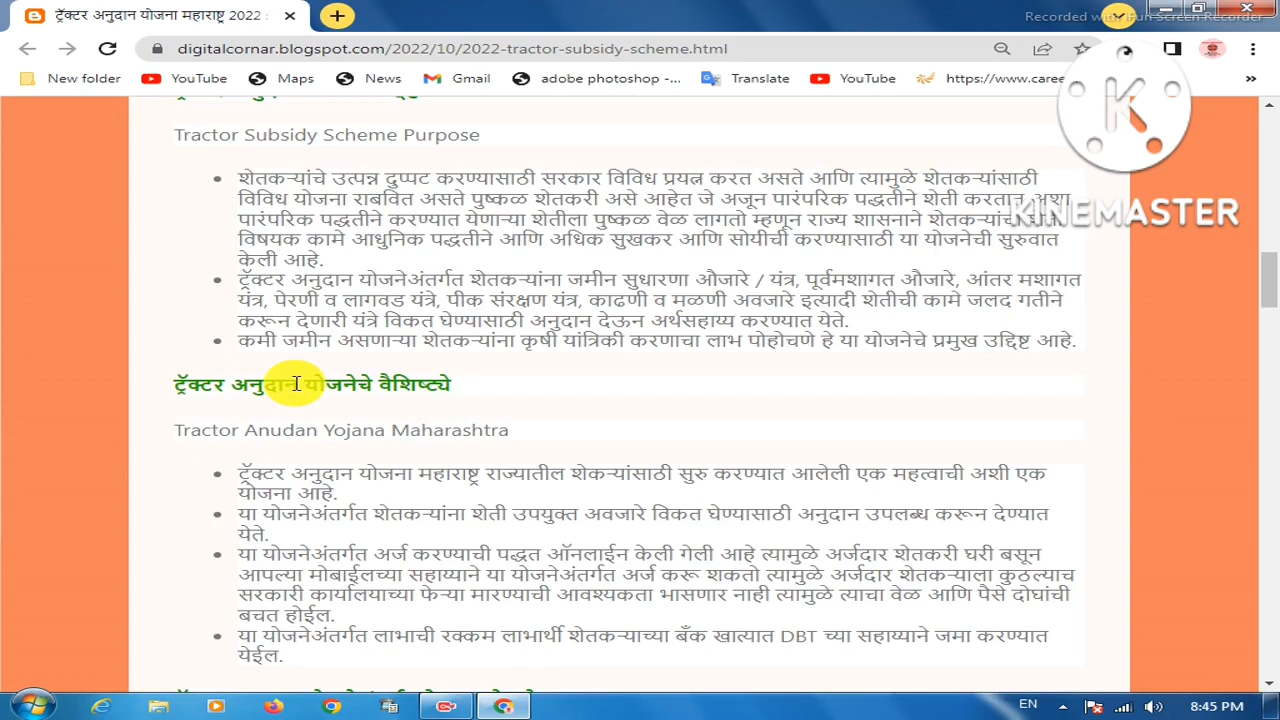 ट्रॅक्टर अनुदान योजना महाराष्ट्र 2022 :
Recorded with iFun Screen Recorder
digitalcornar.blogspot.com/2022/10/2022-tractor-subsidy-scheme.html
New folder YouTube Maps News Gmail adobe photoshop -... Translate YouTube https://www.caree
K
KINEMASTER
Tractor Subsidy Scheme Purpose
शेतकऱ्यांचे उत्पन्न दुप्पट करण्यासाठी सरकार विविध प्रयत्न करत असते आणि त्यामुळे शेतकऱ्यांसाठी
विविध योजना राबवित असते पुष्कळ शेतकरी असे आहेत जे अजून पारंपरिक पद्धतीने शेती करतात अशा
पारंपरिक पद्धतीने करण्यात येणाऱ्या शेतीला पुष्कळ वेळ लागतो म्हणून राज्य शासनाने
विषयक कामे आधुनिक पद्धतीने आणि अधिक सुखकर आणि सोयीची करण्यासाठी या योजनेची सुरुवात
केली आहे.
ट्रॅक्टर अनुदान योजनेअंतर्गत शेतकऱ्यांना जमीन सुधारणा औजारे / यंत्र, पूर्वमशागत औजारे, आंतर मशागत
यंत्र, पेरणी व लागवड यंत्रे, पीक संरक्षण यंत्र, काढणी व मळणी अवजारे इत्यादी शेतीची कामे जलद गतीने
करून देणारी यंत्रे विकत घेण्यासाठी अनुदान देऊन अर्थसहाय्य करण्यात येते.
कमी जमीन असणाऱ्या शेतकऱ्यांना कृषी यांत्रिकी करणाचा लाभ पोहोचणे हे या योजनेचे प्रमुख उद्दिष्ट आहे.
ट्रॅक्टर अनुदान योजनेचे वैशिष्ट्ये
Tractor Anudan Yojana Maharashtra
ट्रॅक्टर अनुदान योजना महाराष्ट्र राज्यातील शेकऱ्यांसाठी सुरु करण्यात आलेली एक महत्वाची अशी एक
योजना आहे.
या योजनेअंतर्गत शेतकऱ्यांना शेती उपयुक्त अवजारे विकत घेण्यासाठी अनुदान उपलब्ध करून देण्यात
येते.
या योजनेअंतर्गत अर्ज करण्याची पद्धत ऑनलाईन केली गेली आहे त्यामुळे अर्जदार शेतकरी घरी बसून
आपल्या मोबाईलच्या सहाय्याने या योजनेअंतर्गत अर्ज करू शकतो त्यामुळे अर्जदार शेतकऱ्याला कुठल्याच
सरकारी कार्यालयाच्या फेऱ्या मारण्याची आवश्यकता भासणार नाही त्यामुळे त्याचा वेळ आणि पैसे दोघांची
बचत होईल.
या योजनेअंतर्गत लाभाची रक्कम लाभार्थी शेतकऱ्याच्या बँक खात्यात DBT च्या सहाय्याने जमा करण्यात
येईल.
EN 8:45 PM